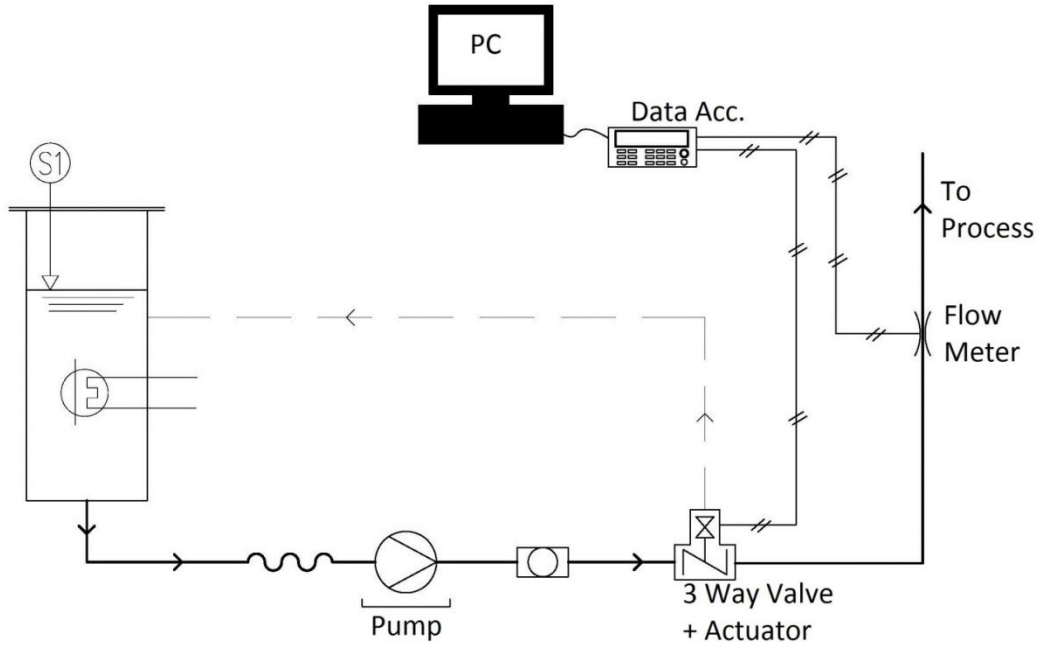 PC
Data Acc.
S1
To
Process
Flow
Meter
3 Way Valve
+ Actuator
Pump